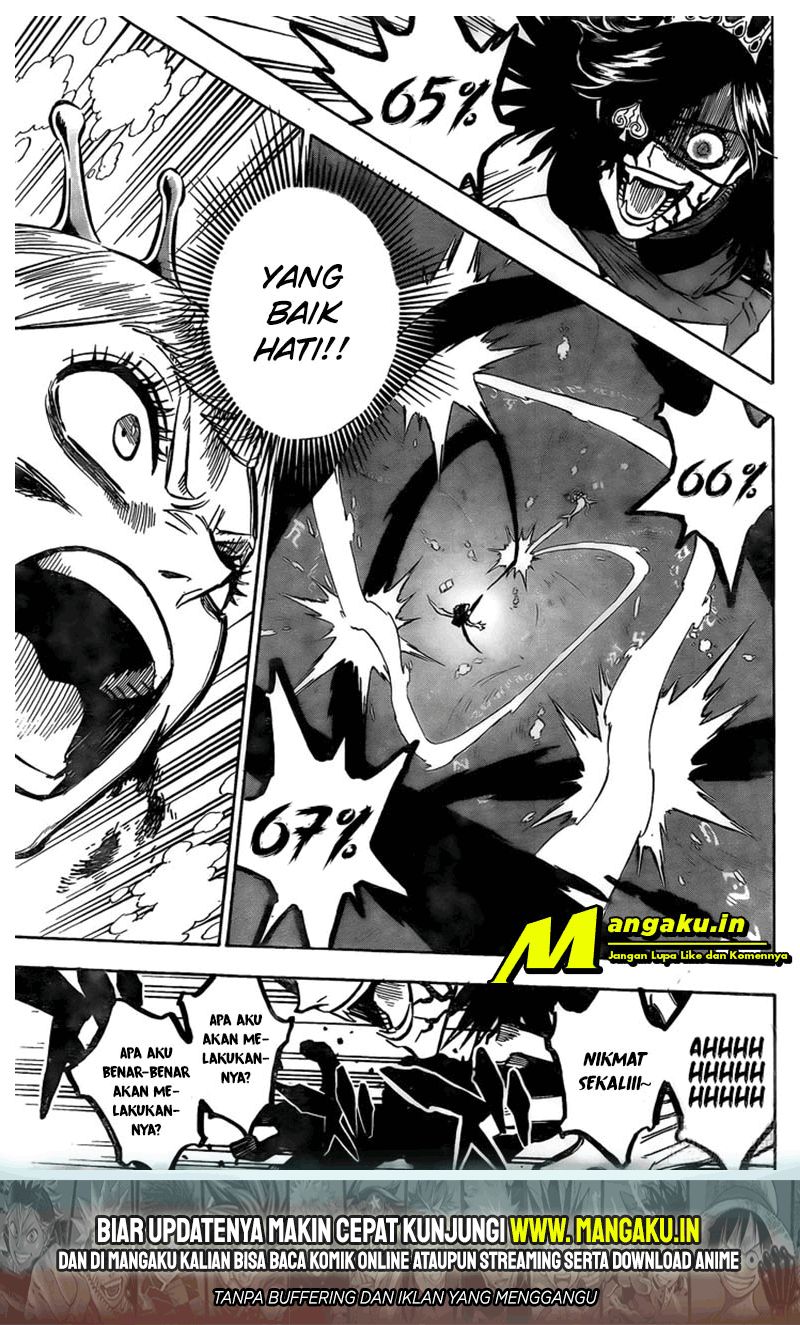 65%
YANG
BAIK
HATI!!
66%
67%
Mangaku.in
Jangan Lupa Like dan Komennya
AHHHH
HHHHH
HHHHH
NIKMAT
SEKALIII~
APA AKU
AKAN ME-
LAKUKAN-
NYA?
APA AKU
BENAR-BENAR
AKAN ME-
LAKUKAN-
NYA?
BIAR UPDATENYA MAKIN CEPAT KUNJUNGI WWW. MANGAKU.IN
DAN DI MANGAKU KALIAN BISA BACA KOMIK ONLINE ATAUPUN STREAMING SERTA DOWNLOAD ANIME
TANPA BUFFERING DAN IKLAN YANG MENGGANGU